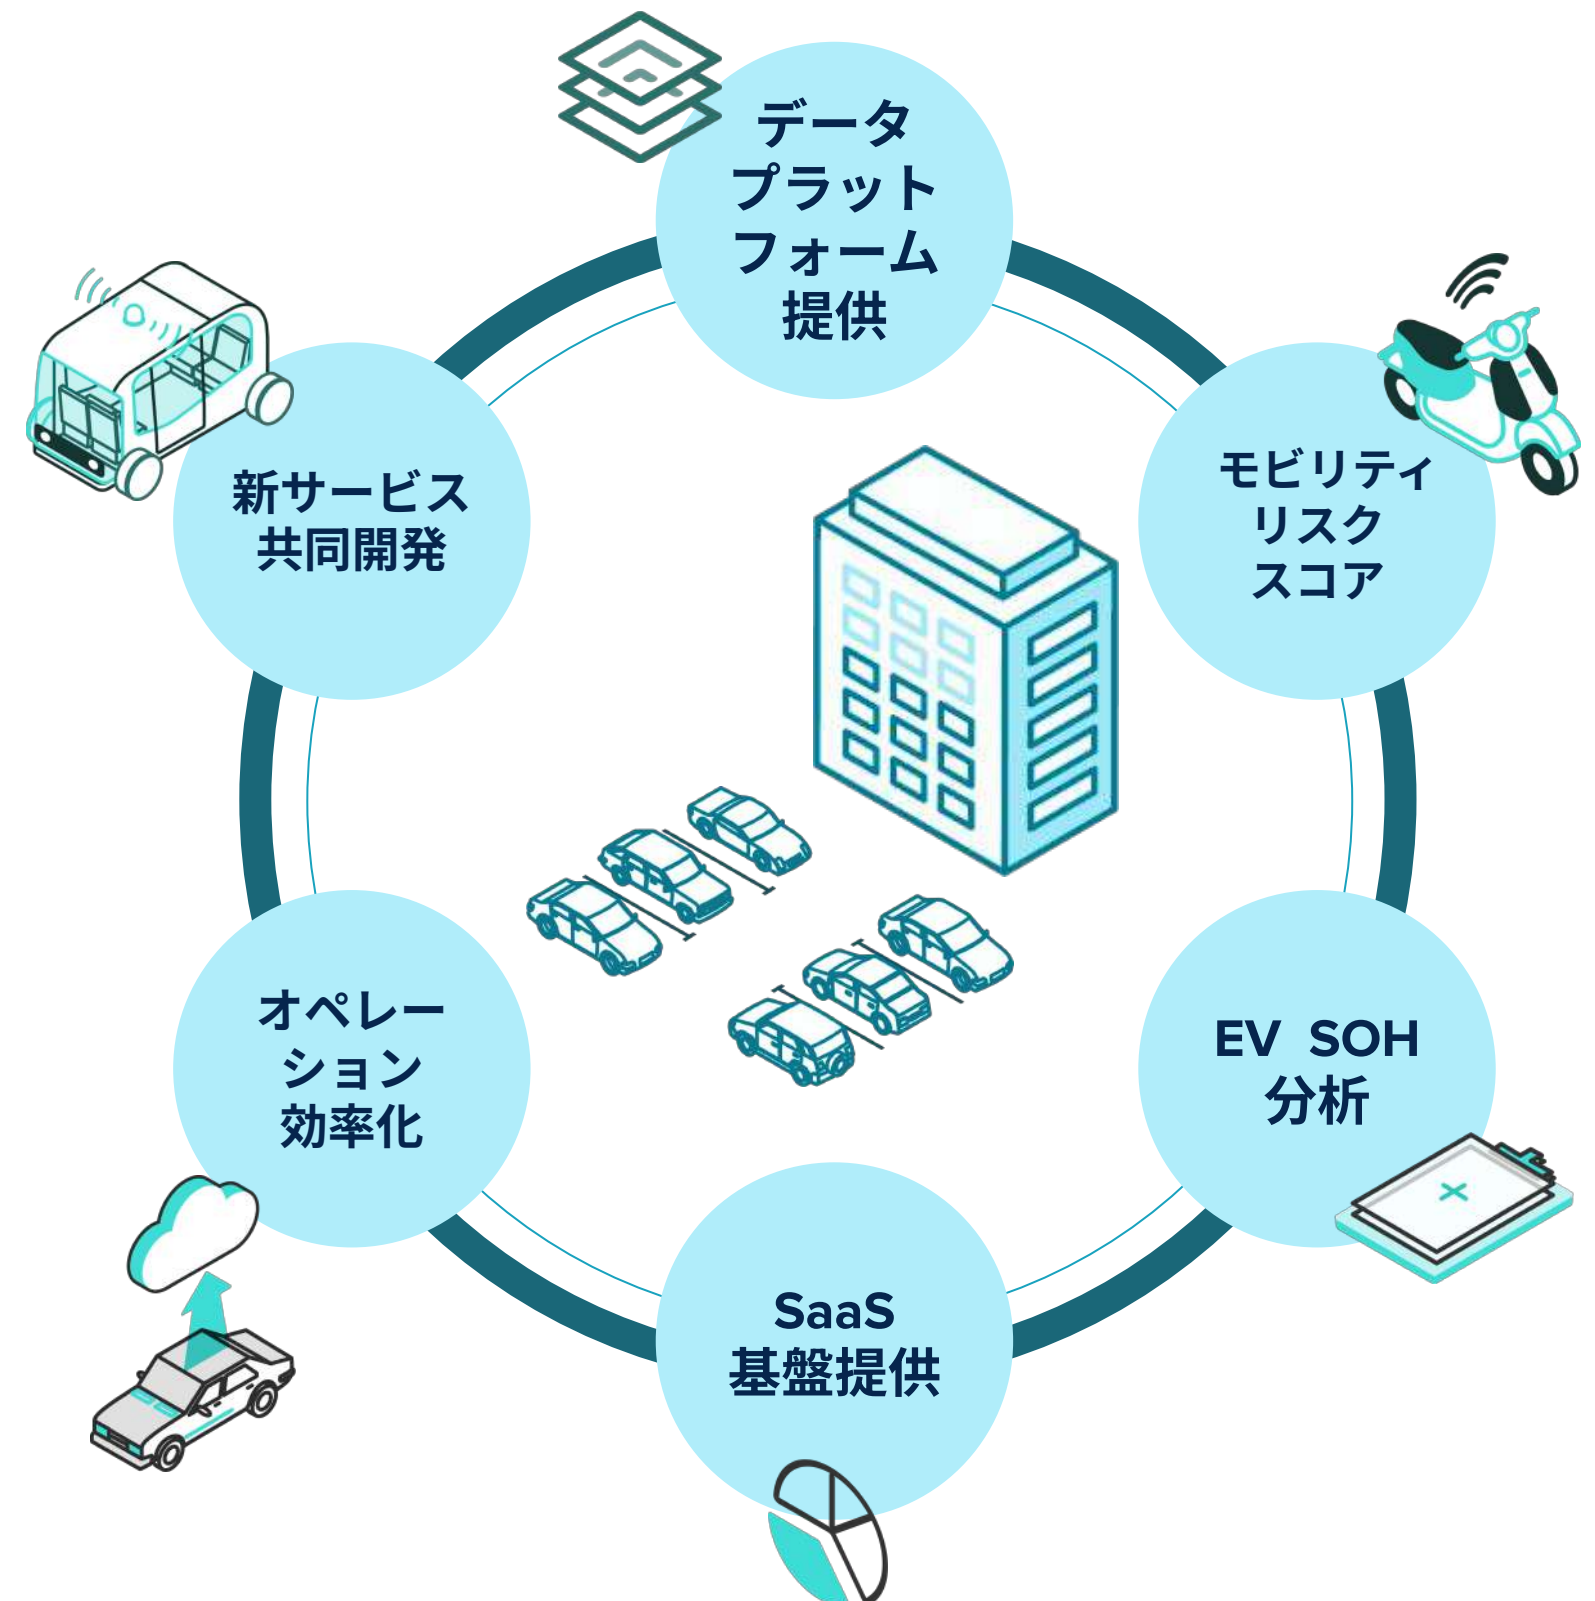 データ
プラット
フォーム
提供
モビリティ
リスク
スコア
EV SOH
分析
SaaS
基盤提供
オペレー
ション
効率化
新サービス
共同開発